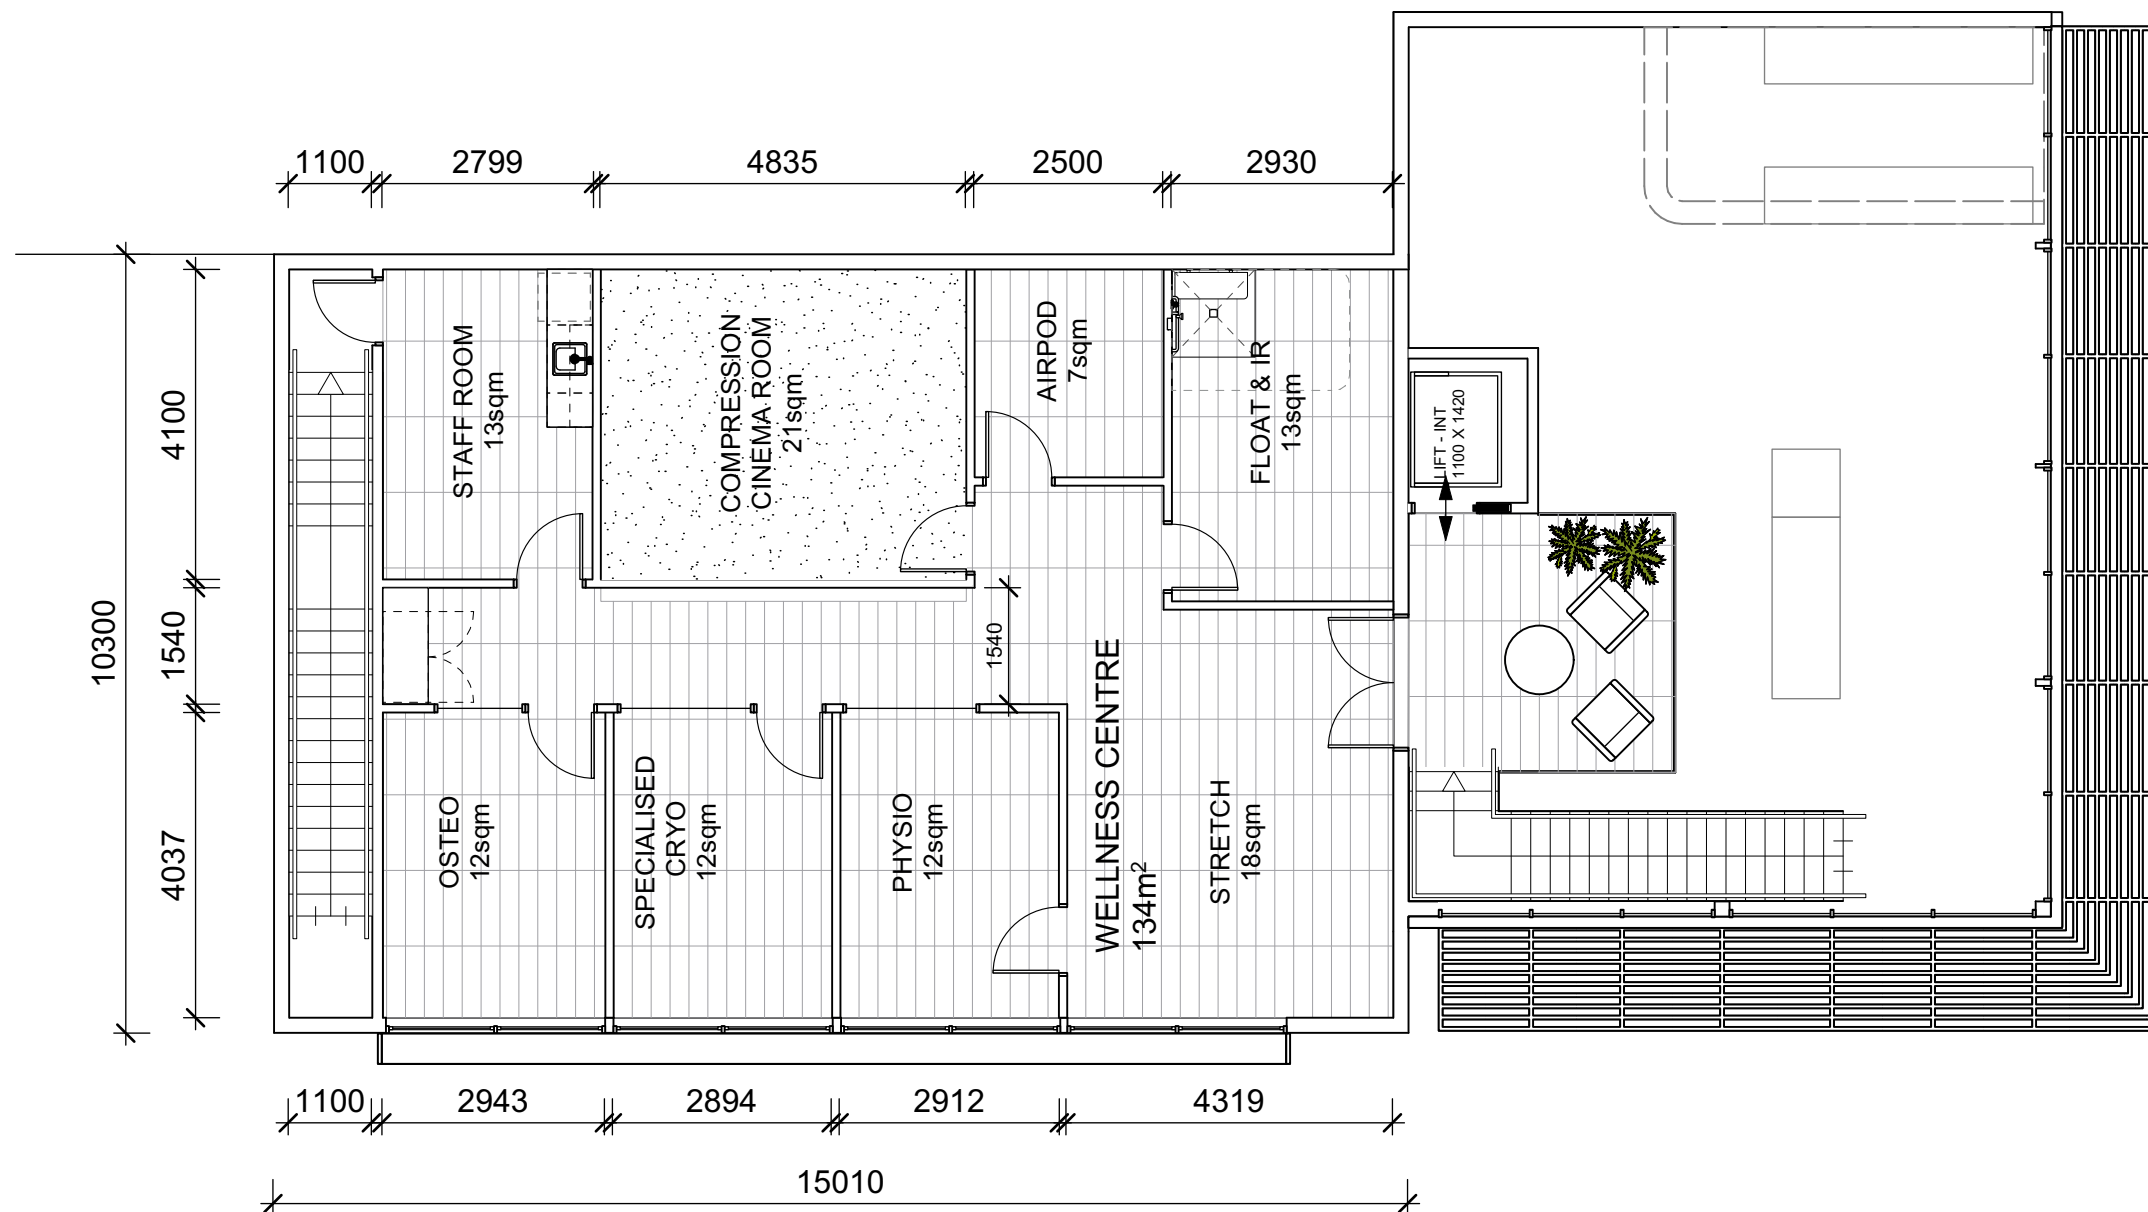 1100
2799
4835
2500
2930
10300
4100
1540
4037
STAFF ROOM
13sqm
COMPRESSION
CINEMA ROOM
21sqm
AIRPOD
7sqm
FLOAT & IR
13sqm
LIFT - INT
1100 X 1420
1540
OSTEO
12sqm
SPECIALISED
CRYO
12sqm
PHYSIO
12sqm
WELLNESS CENTRE
134m²
STRETCH
18sqm
1100
2943
2894
2912
4319
15010